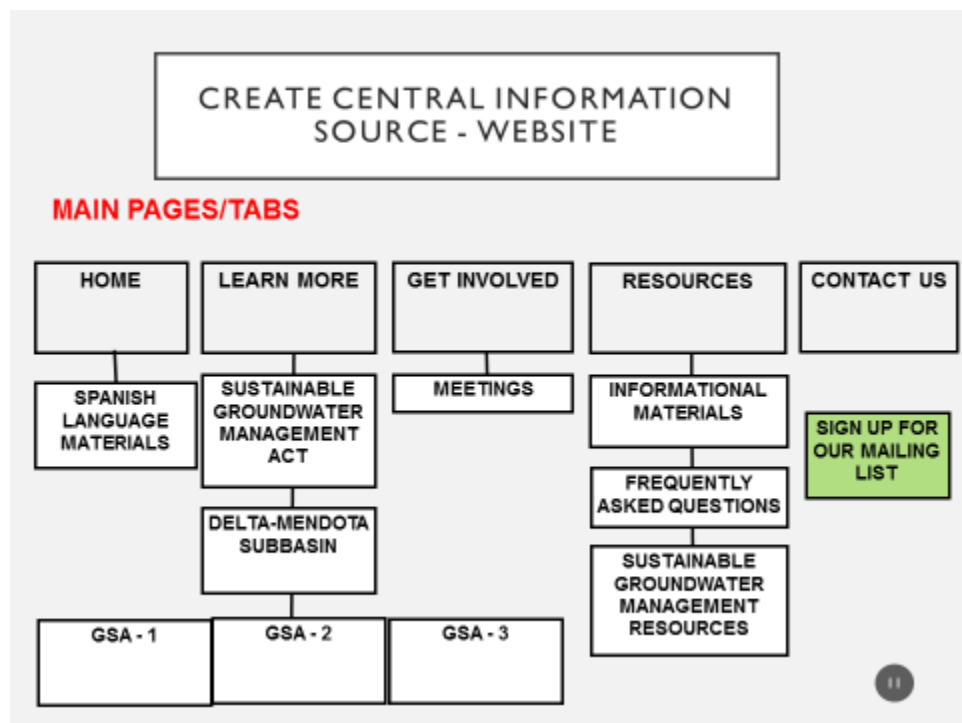 CREATE CENTRAL INFORMATION
SOURCE - WEBSITE
MAIN PAGES/TABS
HOME
LEARN MORE
GET INVOLVED
RESOURCES
CONTACT US
SPANISH
LANGUAGE
MATERIALS
SUSTAINABLE
GROUNDWATER
MANAGEMENT
ACT
MEETINGS
INFORMATIONAL
MATERIALS
SIGN UP FOR
OUR MAILING
LIST
FREQUENTLY
ASKED QUESTIONS
DELTA-MENDOTA
SUBBASIN
SUSTAINABLE
GROUNDWATER
MANAGEMENT
RESOURCES
GSA - 1
GSA - 2
GSA - 3
11